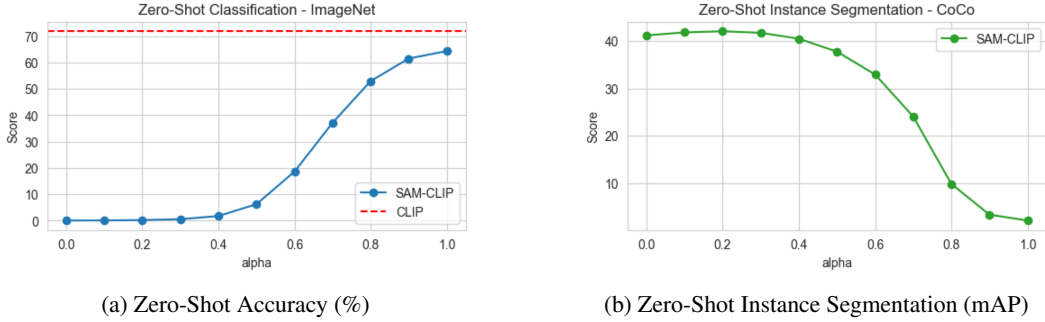 Zero-Shot Classification - ImageNet
70
60
50
40
30
20
10
0
Score
0.0 0.2 0.4 0.6 0.8 1.0
alpha
SAM-CLIP
CLIP
(a) Zero-Shot Accuracy (%)
Zero-Shot Instance Segmentation - CoCo
40
30
20
10
Score
0.0 0.2 0.4 0.6 0.8 1.0
alpha
SAM-CLIP
(b) Zero-Shot Instance Segmentation (mAP)